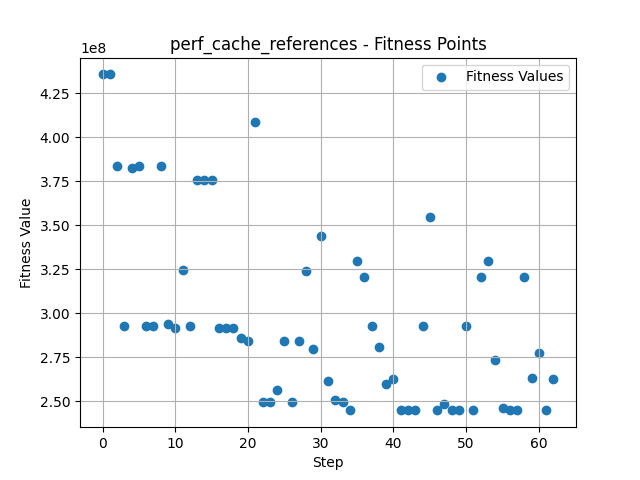 perf_cache_references - Fitness Points
1e8
Fitness Values
4.25
4.00
3.75
3.50
3.25
3.00
2.75
2.50
Fitness Value
0 10 20 30 40 50 60
Step